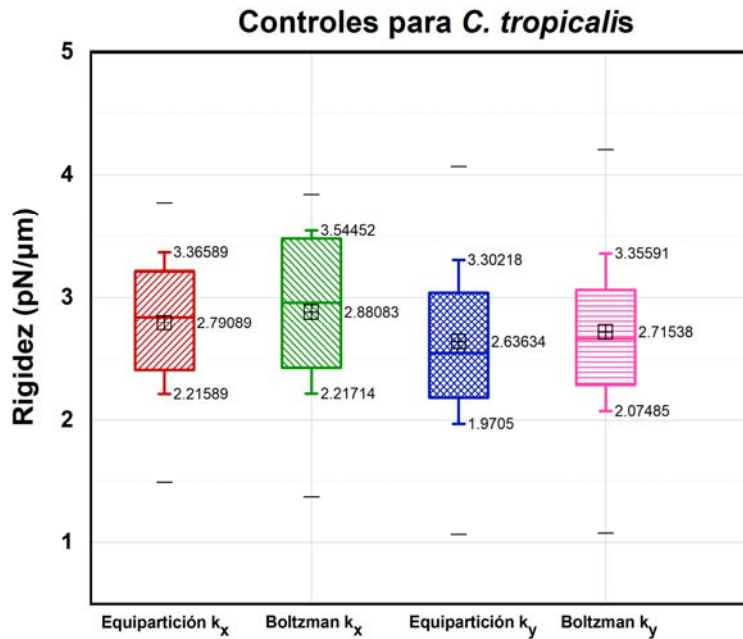 Controles para C. tropicalis
Rigidez (pN/µm)
5
4
3
2
1
3.36589
2.79089
2.21589
3.54452
2.88083
2.21714
3.30218
2.63634
1.9705
3.35591
2.71538
2.07485
Equipartición kx
Boltzman kx
Equipartición ky
Boltzman ky